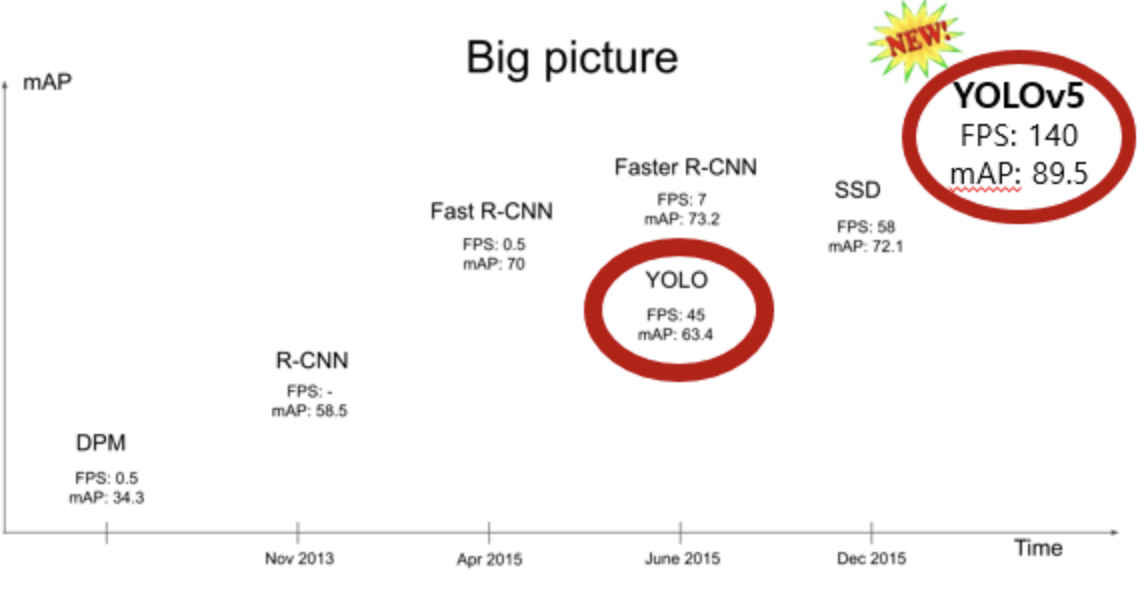 Big picture
NEW!
mAP
YOLOv5
FPS: 140
mAP: 89.5
Faster R-CNN
FPS: 7
mAP: 73.2
SSD
FPS: 58
mAP: 72.1
Fast R-CNN
FPS: 0.5
mAP: 70
YOLO
FPS: 45
mAP: 63.4
R-CNN
FPS: -
mAP: 58.5
DPM
FPS: 0.5
mAP: 34.3
Nov 2013
Apr 2015
June 2015
Dec 2015
Time